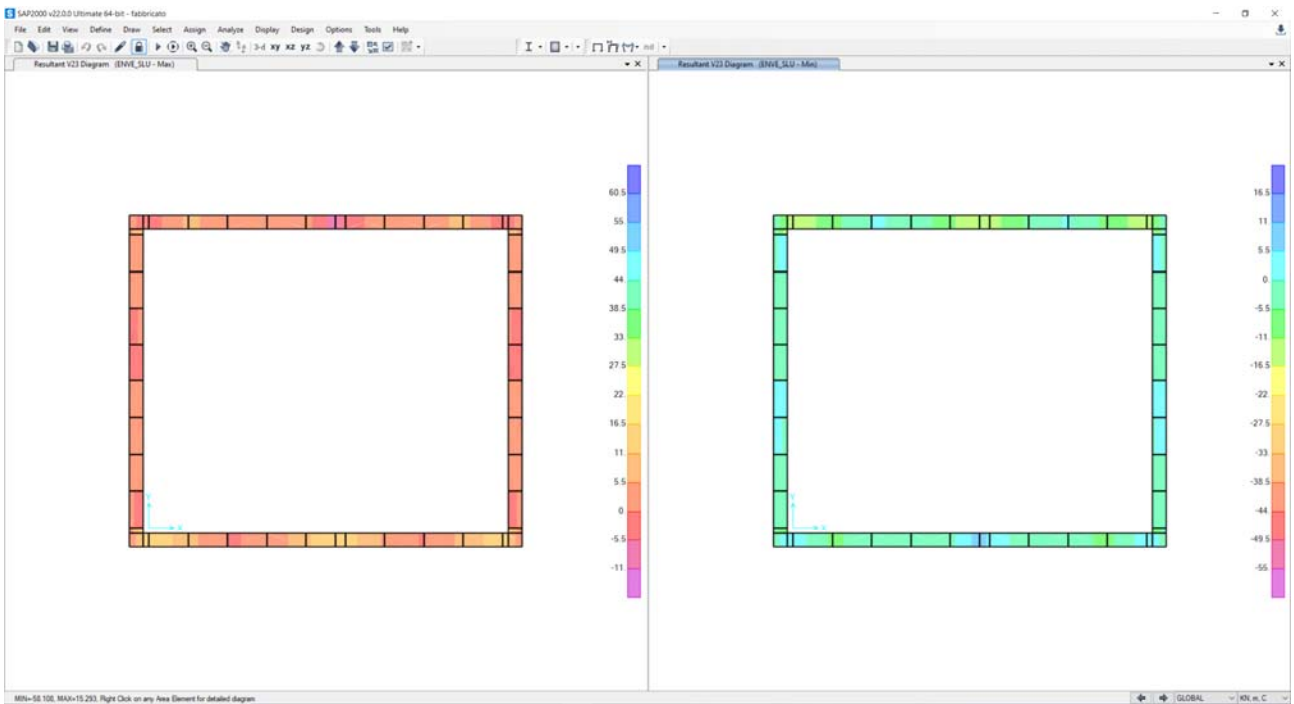 SAP2000 v22.0.0 Ultimate 64-bit - fabbricato
File Edit View Define Draw Select Assign Analyze Display Design Options Tools Help
3-d xy xz yz nd
Resultant V23 Diagram (ENVE_SLU - Max)
Resultant V23 Diagram (ENVE_SLU - Min)
60.5
55.
49.5
44.
38.5
33.
27.5
22.
16.5
11.
5.5
0.
-5.5
-11.
Y
X
16.5
11.
5.5
0.
-5.5
-11.
-16.5
-22.
-27.5
-33.
-38.5
-44.
-49.5
-55.
Y
X
MIN=-58.108, MAX=15.293, Right Click on any Area Element for detailed diagram
GLOBAL
KN, m, C